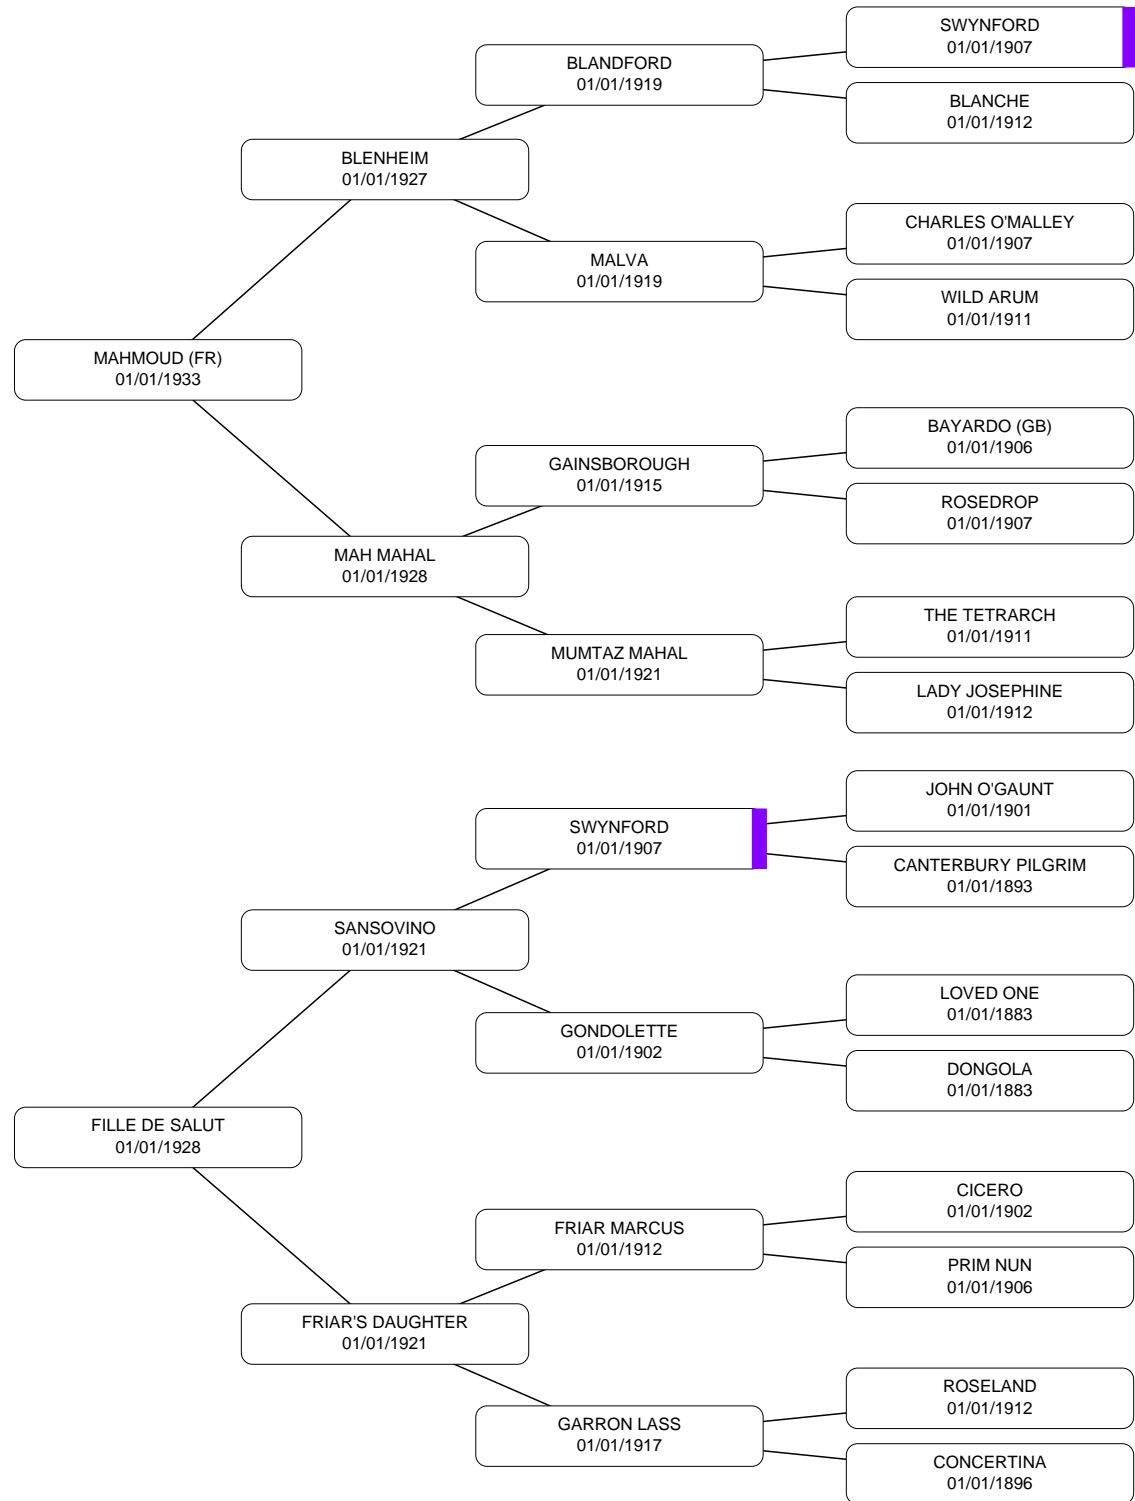 SWYNFORD
01/01/1907
BLANDFORD
01/01/1919
BLANCHE
01/01/1912
BLENHEIM
01/01/1927
CHARLES O'MALLEY
01/01/1907
MALVA
01/01/1919
WILD ARUM
01/01/1911
MAHMOUD (FR)
01/01/1933
BAYARDO (GB)
01/01/1906
GAINSBOROUGH
01/01/1915
ROSEDROP
01/01/1907
MAH MAHAL
01/01/1928
THE TETRARCH
01/01/1911
MUMTAZ MAHAL
01/01/1921
LADY JOSEPHINE
01/01/1912
JOHN O'GAUNT
01/01/1901
SWYNFORD
01/01/1907
CANTERBURY PILGRIM
01/01/1893
SANSOVINO
01/01/1921
LOVED ONE
01/01/1883
GONDOLETTE
01/01/1902
DONGOLA
01/01/1883
FILLE DE SALUT
01/01/1928
CICERO
01/01/1902
FRIAR MARCUS
01/01/1912
PRIM NUN
01/01/1906
FRIAR'S DAUGHTER
01/01/1921
ROSELAND
01/01/1912
GARRON LASS
01/01/1917
CONCERTINA
01/01/1896